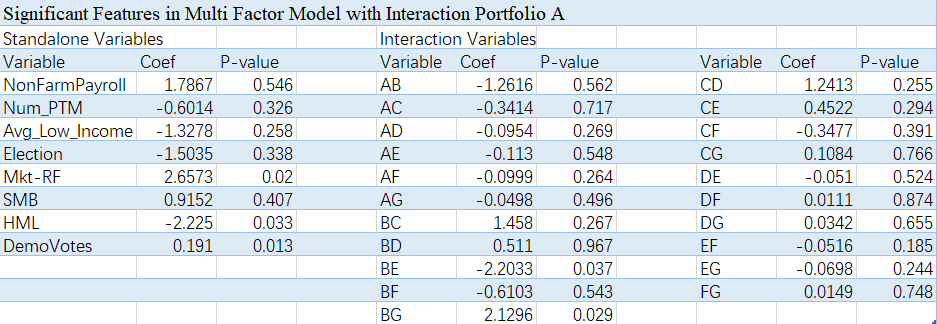 Significant Features in Multi Factor Model with Interaction Portfolio A
Standalone Variables Interaction Variables
Variable Coef P-value Variable Coef P-value Variable Coef P-value
NonFarmPayroll 1.7867 0.546 AB -1.2616 0.562 CD 1.2413 0.255
Num_PTM -0.6014 0.326 AC -0.3414 0.717 CE 0.4522 0.294
Avg_Low_Income -1.3278 0.258 AD -0.0954 0.269 CF -0.3477 0.391
Election -1.5035 0.338 AE -0.113 0.548 CG 0.1084 0.766
Mkt-RF 2.6573 0.02 AF -0.0999 0.264 DE -0.051 0.524
SMB 0.9152 0.407 AG -0.0498 0.496 DF 0.0111 0.874
HML -2.225 0.033 BC 1.458 0.267 DG 0.0342 0.655
DemoVotes 0.191 0.013 BD 0.511 0.967 EF -0.0516 0.185
BE -2.2033 0.037 EG -0.0698 0.244
BF -0.6103 0.543 FG 0.0149 0.748
BG 2.1296 0.029